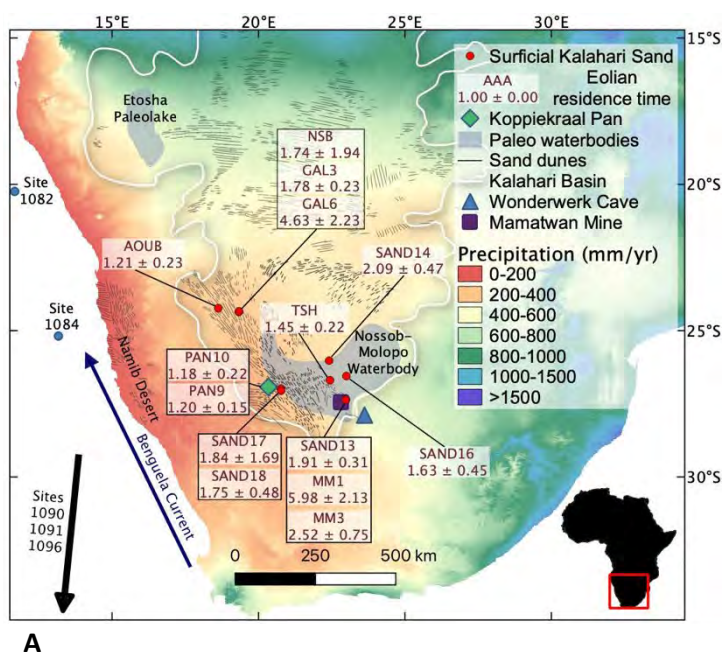 15°E
20°E
25°E
30°E
15°S
20°S
25°S
30°S
Surficial Kalahari Sand
AAA
1.00 ± 0.00
Eolian
residence time
Koppiekraal Pan
Paleo waterbodies
Sand dunes
Kalahari Basin
Wonderwerk Cave
Mamatwan Mine
Precipitation (mm/yr)
0-200
200-400
400-600
600-800
800-1000
1000-1500
>1500
Etosha
Paleolake
NSB
1.74 ± 1.94
GAL3
1.78 ± 0.23
GAL6
4.63 ± 2.23
Site
1082
AOUB
1.21 ± 0.23
SAND14
2.09 ± 0.47
Site
1084
TSH
1.45 ± 0.22
Nossob-
Molopo
Waterbody
Namib Desert
PAN10
1.18 ± 0.22
PAN9
1.20 ± 0.15
SAND17
1.84 ± 1.69
SAND18
1.75 ± 0.48
SAND13
1.91 ± 0.31
MM1
5.98 ± 2.13
MM3
2.52 ± 0.75
SAND16
1.63 ± 0.45
Benguela Current
Sites
1090
1091
1096
0 250 500 km
A